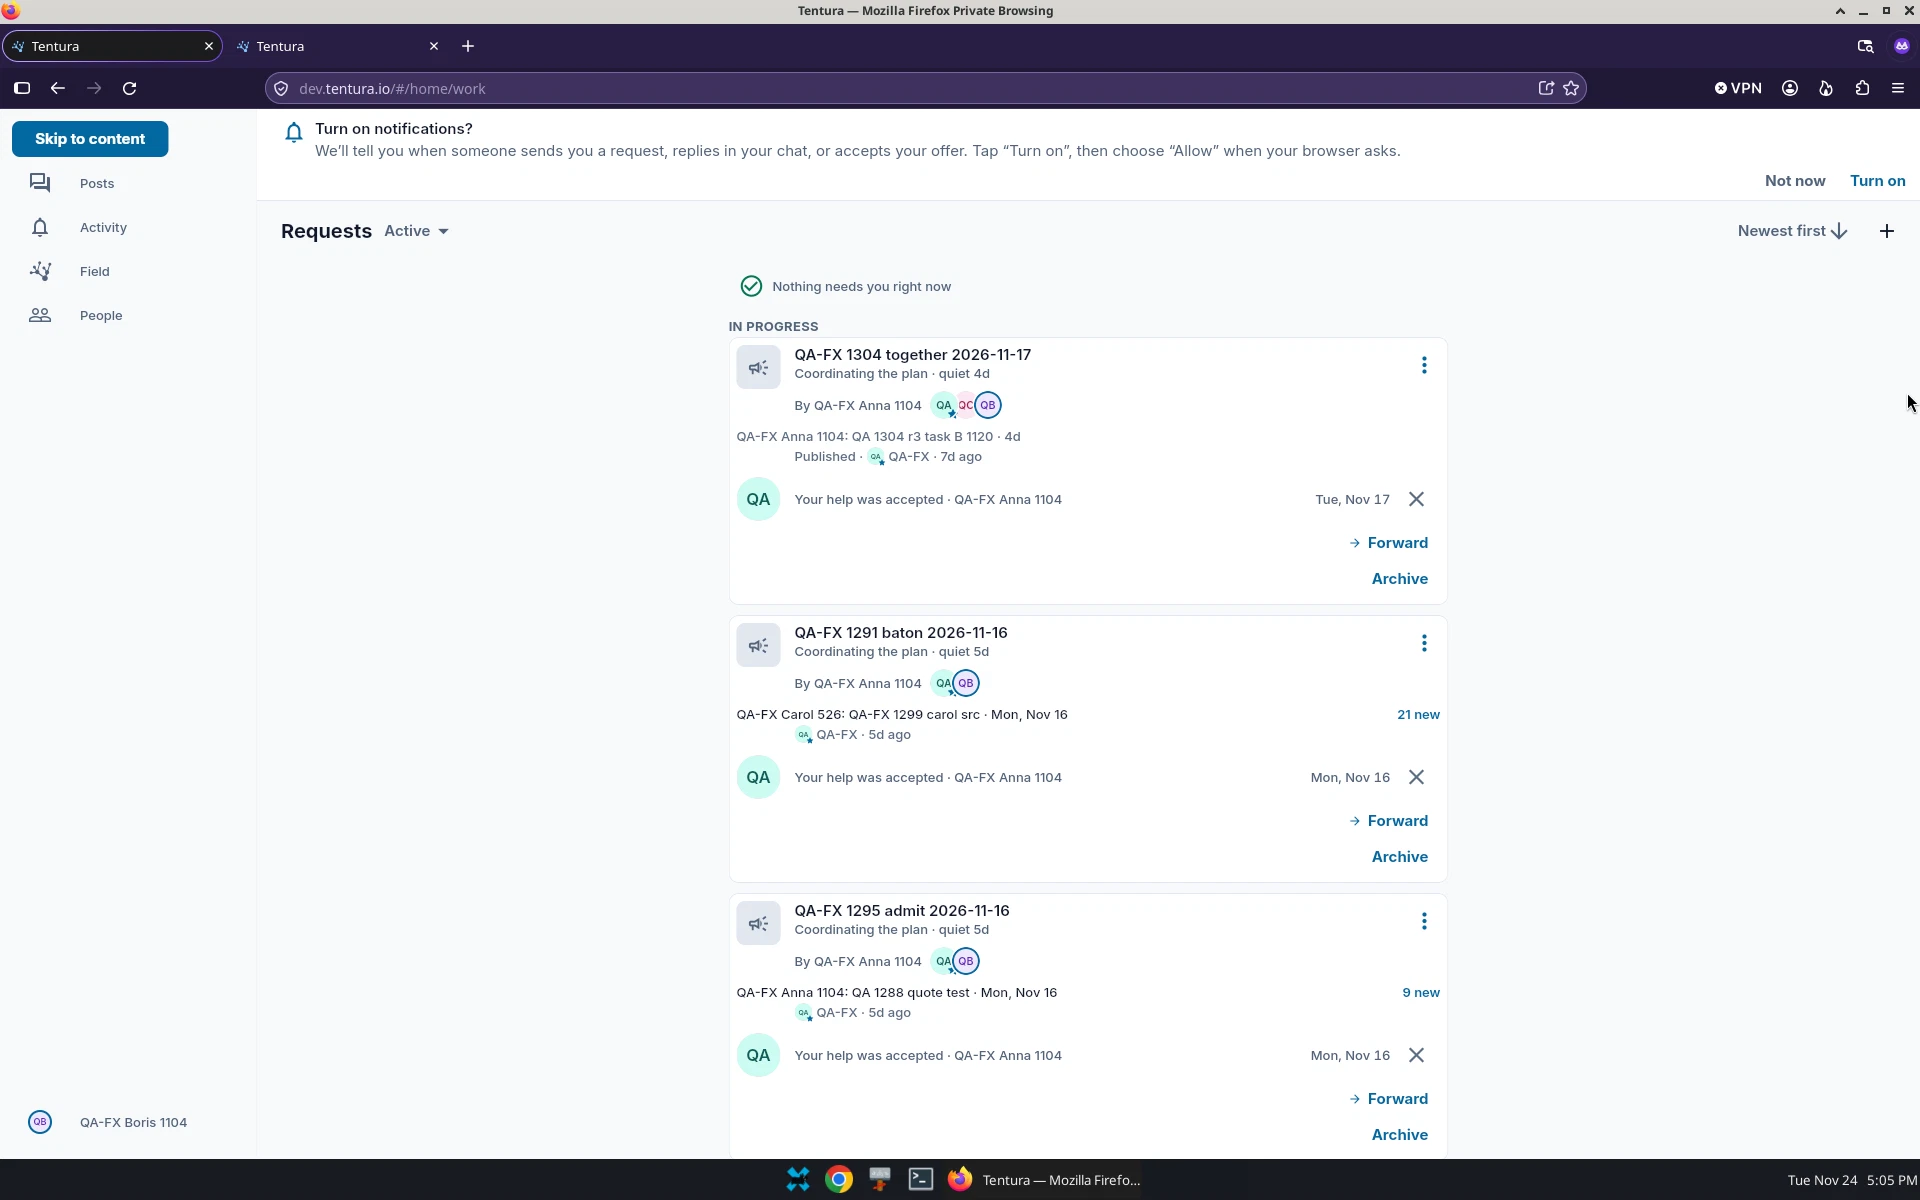 Tentura — Mozilla Firefox Private Browsing
Tentura
Tentura
dev.tentura.io/#/home/work
VPN
Skip to content
Posts
Activity
Field
People
QA-FX Boris 1104
QB
Turn on notifications?
We’ll tell you when someone sends you a request, replies in your chat, or accepts your offer. Tap “Turn on”, then choose “Allow” when your browser asks.
Not now
Turn on
Requests
Active
Newest first
Nothing needs you right now
IN PROGRESS
QA-FX 1304 together 2026-11-17
Coordinating the plan · quiet 4d
By QA-FX Anna 1104 QA QC QB
QA-FX Anna 1104: QA 1304 r3 task B 1120 · 4d
Published · QA QA-FX · 7d ago
QA Your help was accepted · QA-FX Anna 1104 Tue, Nov 17
Forward
Archive
QA-FX 1291 baton 2026-11-16
Coordinating the plan · quiet 5d
By QA-FX Anna 1104 QA QB
QA-FX Carol 526: QA-FX 1299 carol src · Mon, Nov 16 21 new
QA QA-FX · 5d ago
QA Your help was accepted · QA-FX Anna 1104 Mon, Nov 16
Forward
Archive
QA-FX 1295 admit 2026-11-16
Coordinating the plan · quiet 5d
By QA-FX Anna 1104 QA QB
QA-FX Anna 1104: QA 1288 quote test · Mon, Nov 16 9 new
QA QA-FX · 5d ago
QA Your help was accepted · QA-FX Anna 1104 Mon, Nov 16
Forward
Archive
Tentura — Mozilla Firefo...
Tue Nov 24 5:05 PM